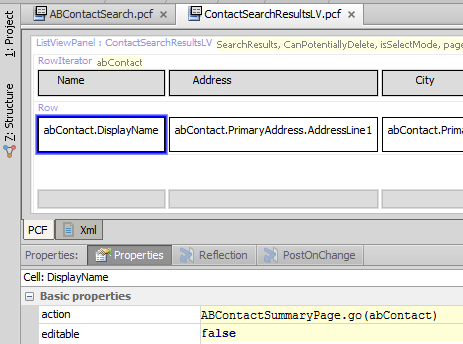 ABContactSearch.pcf ContactSearchResultsLV.pcf
1: Project
7: Structure
ListViewPanel : ContactSearchResultsLV SearchResults, CanPotentiallyDelete, isSelectMode, page
RowIterator abContact
Name Address City
Row
abContact.DisplayName abContact.PrimaryAddress.AddressLine1 abContact.Prima
PCF Xml
Properties: Properties Reflection PostOnChange
Cell: DisplayName
Basic properties
action ABContactSummaryPage.go(abContact)
editable false